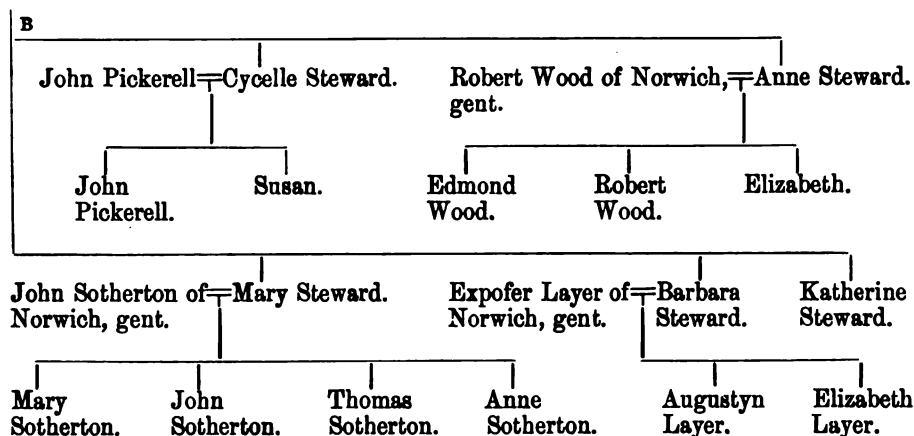 B
John Pickerell Cycelle Steward. Robert Wood of Norwich, Anne Steward.
gent.
John Susan. Edmond Robert Elizabeth.
Pickerell. Wood. Wood.
John Sotherton of Mary Steward. Expofer Layer of Barbara Katherine
Norwich, gent. Norwich, gent. Steward. Steward.
Mary John Thomas Anne Augustyn Elizabeth
Sotherton. Sotherton. Sotherton. Sotherton. Layer. Layer.